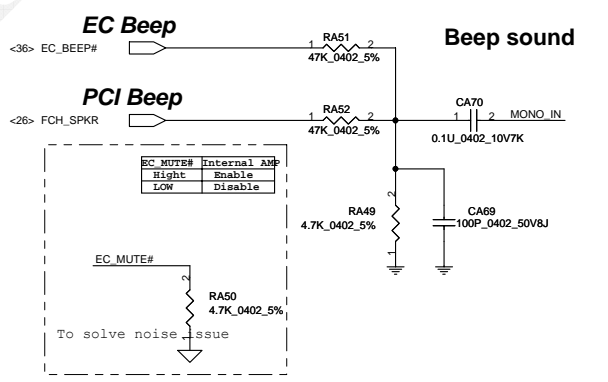 EC Beep
Beep sound
<36> EC_BEEP#
1 RA51 2
47K_0402_5%
PCI Beep
<26> FCH_SPKR
1 RA52 2
47K_0402_5%
CA70
1 2
MONO_IN
0.1U_0402_10V7K
EC_MUTE# Internal AMP
Hight Enable
LOW Disable
2
RA49
4.7K_0402_5%
1
CA69
100P_0402_50V8J
EC_MUTE#
2
RA50
4.7K_0402_5%
1
To solve noise issue